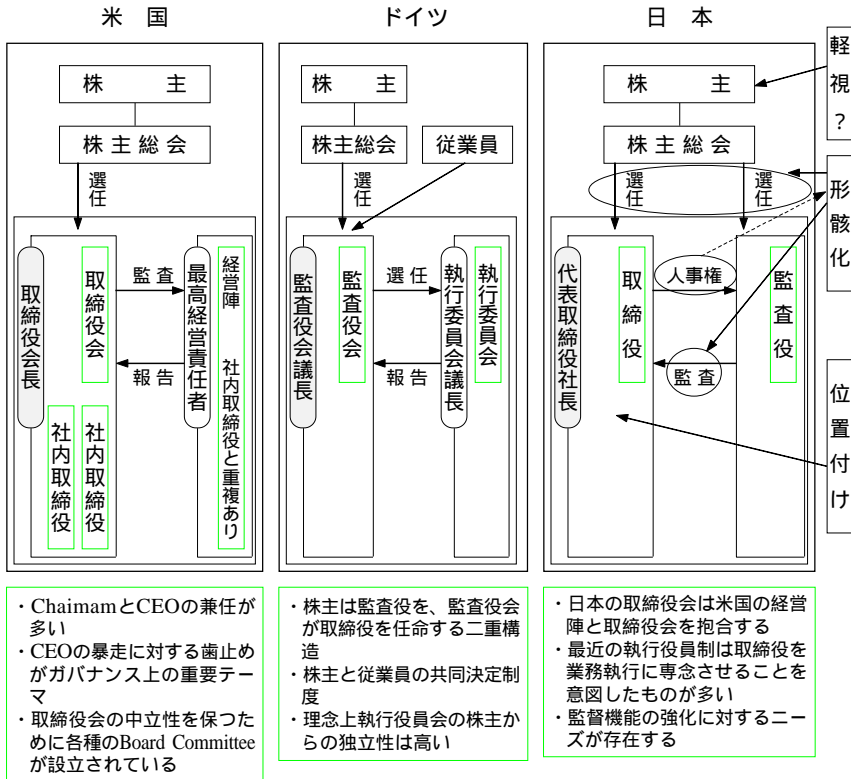 米 国
株 主
株 主 総 会
選任
取締役会長
取締役会
監 査
報 告
最高経営責任者
経営陣 社内取締役と重複あり
社内取締役
社内取締役
・ChaimamとCEOの兼任が
多い
・CEOの暴走に対する歯止め
がガバナンス上の重要テー
マ
・取締役会の中立性を保つた
めに各種のBoard Committee
が設立されている
ドイツ
株 主
株主総会
従業員
選任
監査役会議長
監査役会
選 任
報 告
執行委員会議長
執行委員会
・株主は監査役を、監査役会
が取締役を任命する二重構
造
・株主と従業員の共同決定制
度
・理念上執行役員会の株主か
らの独立性は高い
日 本
株 主
株 主 総 会
選任
選任
代表取締役社長
取締役
人事権
監 査
監査役
軽視?
形骸化
位置付け
・日本の取締役会は米国の経営
陣と取締役会を抱合する
・最近の執行役員制は取締役を
業務執行に専念させることを
意図したものが多い
・監督機能の強化に対するニー
ズが存在する